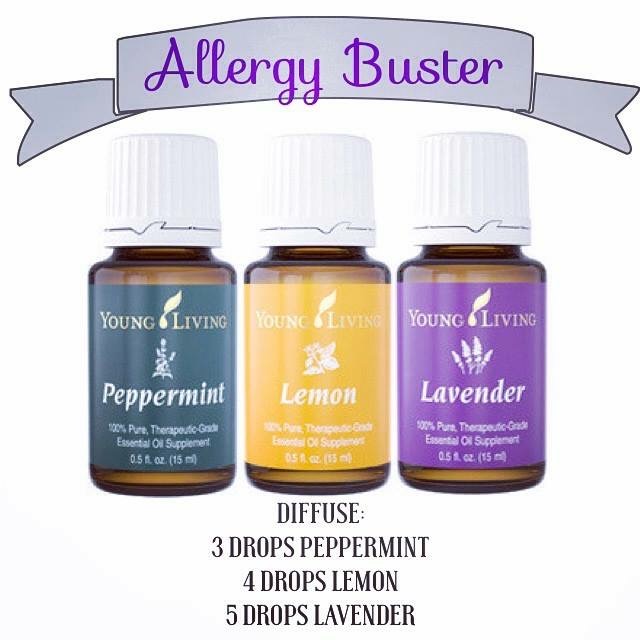 Allergy Buster
YOUNG LIVING
Peppermint
100% Pure, Therapeutic-Grade
Essential Oil Supplement
0.5 fl. oz. (15 ml)
YOUNG LIVING
Lemon
100% Pure, Therapeutic-Grade
Essential Oil Supplement
0.5 fl. oz. (15 ml)
YOUNG LIVING
Lavender
100% Pure, Therapeutic-Grade
Essential Oil Supplement
0.5 fl. oz. (15 ml)
DIFFUSE:
3 DROPS PEPPERMINT
4 DROPS LEMON
5 DROPS LAVENDER